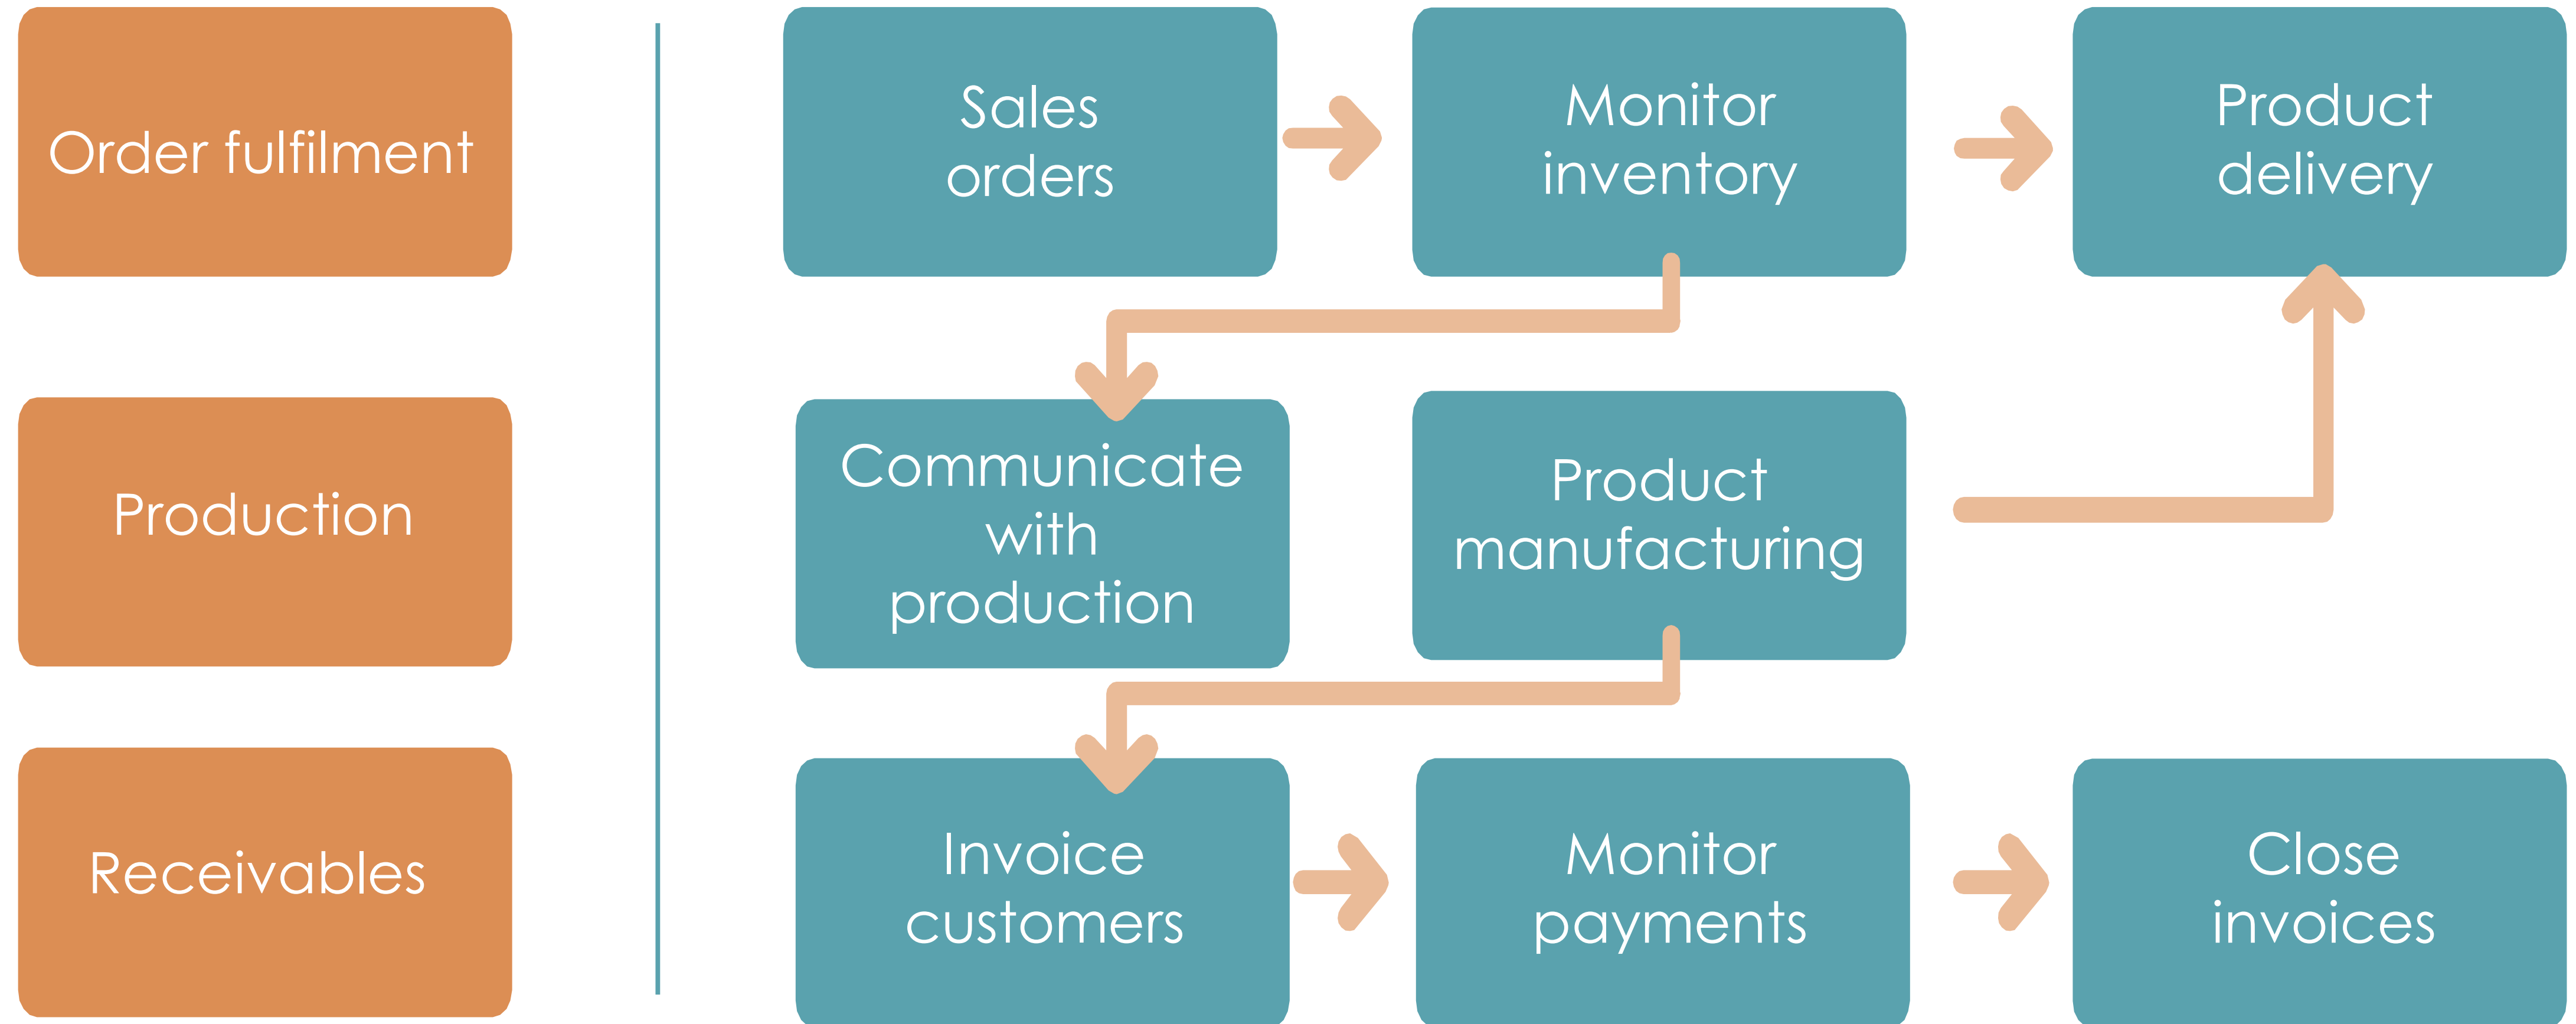 Order fulfilment
Sales
orders
Monitor
inventory
Product
delivery
Production
Communicate
with
production
Product
manufacturing
Receivables
Invoice
customers
Monitor
payments
Close
invoices